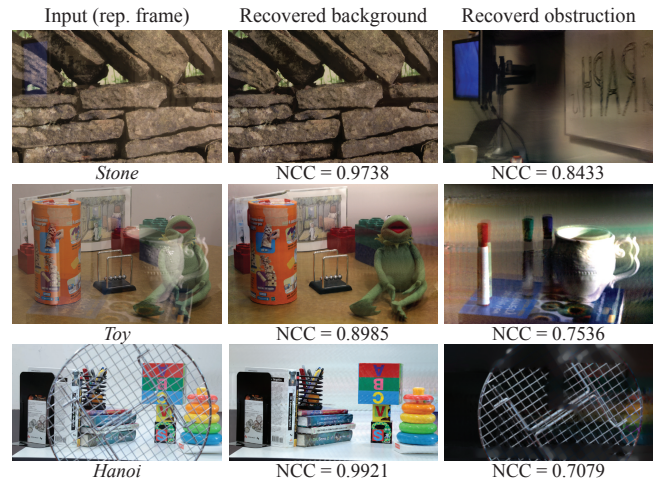 Input (rep. frame) Recovered background Recoverd obstruction
Stone NCC = 0.9738 NCC = 0.8433
Toy NCC = 0.8985 NCC = 0.7536
A
B
C
Hanoi NCC = 0.9921 NCC = 0.7079